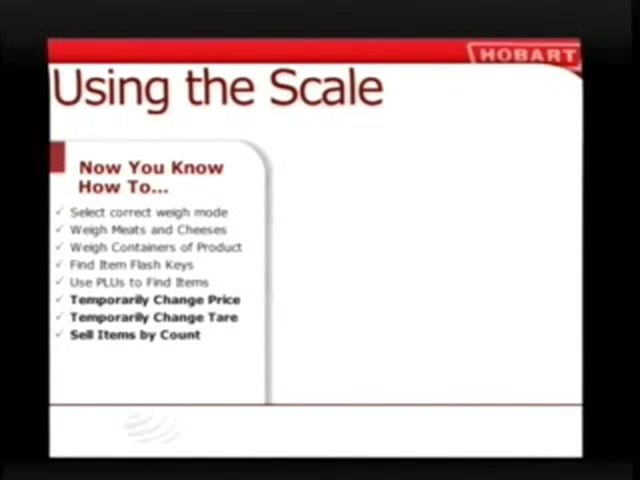 HOBART
Using the Scale
Now You Know
How To...
✓ Select correct weigh mode
✓ Weigh Meats and Cheeses
✓ Weigh Containers of Product
✓ Find Item Flash Keys
✓ Use PLUs to Find Items
✓ Temporarily Change Price
✓ Temporarily Change Tare
✓ Sell Items by Count